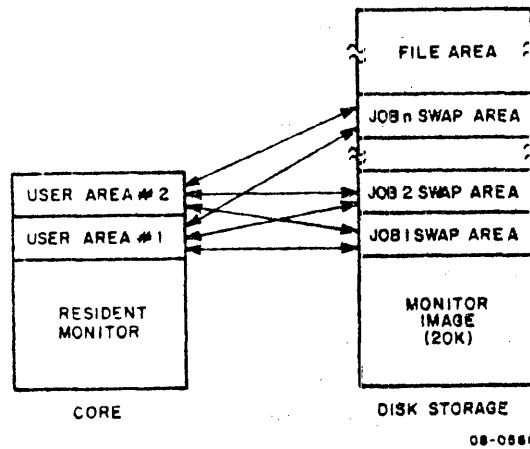 FILE AREA
JOB n SWAP AREA
JOB 2 SWAP AREA
JOB 1 SWAP AREA
MONITOR
IMAGE
(20K)
DISK STORAGE
USER AREA #2
USER AREA #1
RESIDENT
MONITOR
CORE